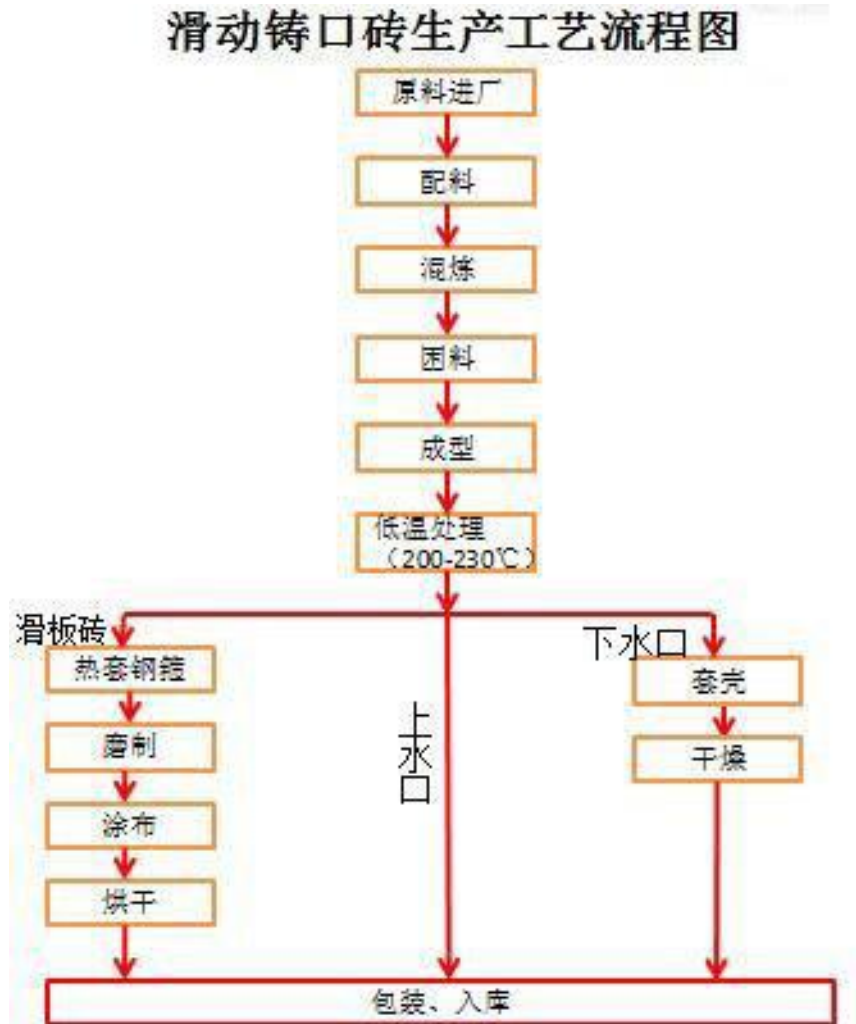 滑动铸口砖生产工艺流程图
原料进厂
配料
混炼
困料
成型
低温处理
（200-230℃）
滑板砖
热套钢箍
磨制
涂布
烘干
上水口
下水口
套壳
干燥
包装、入库